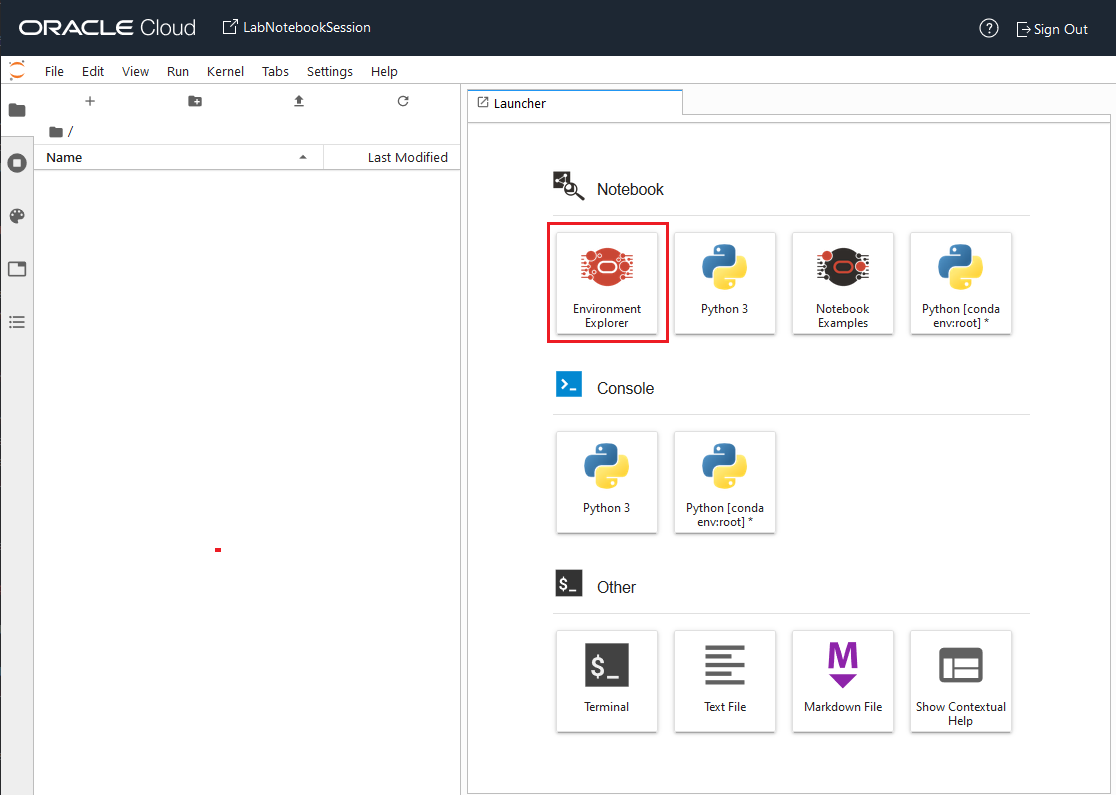 ORACLE Cloud LabNotebookSession Sign Out
File Edit View Run Kernel Tabs Settings Help
Launcher
/
Name Last Modified
Notebook
Environment Explorer
Python 3
Notebook Examples
Python [conda env:root] *
Console
Python 3
Python [conda env:root] *
$_ Other
$_
Terminal
Text File
Markdown File
Show Contextual Help